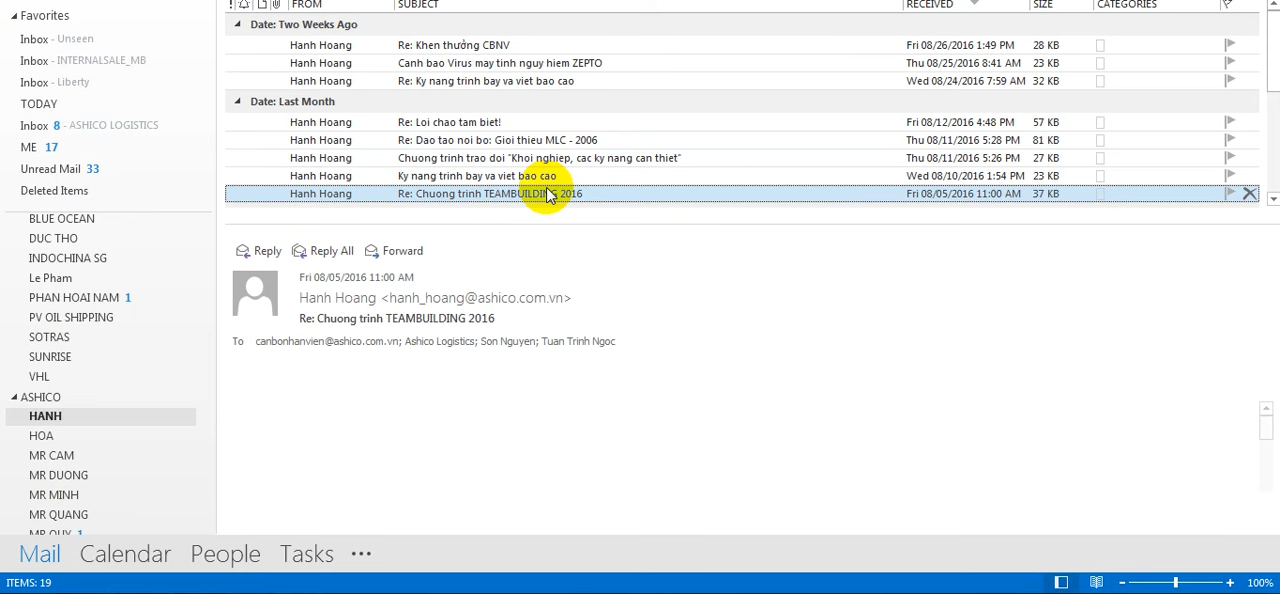 Favorites
Inbox - Unseen
Inbox - INTERNALSALE_MB
Inbox - Liberty
TODAY
Inbox 8 - ASHICO LOGISTICS
ME 17
Unread Mail 33
Deleted Items
BLUE OCEAN
DUC THO
INDOCHINA SG
Le Pham
PHAN HOAI NAM 1
PV OIL SHIPPING
SOTRAS
SUNRISE
VHL
ASHICO
HANH
HOA
MR CAM
MR DUONG
MR MINH
MR QUANG
MR QUY 1
FROM SUBJECT RECEIVED SIZE CATEGORIES
Date: Two Weeks Ago
Hanh Hoang Re: Khen thưởng CBNV Fri 08/26/2016 1:49 PM 28 KB
Hanh Hoang Canh bao Virus may tinh nguy hiem ZEPTO Thu 08/25/2016 8:41 AM 23 KB
Hanh Hoang Re: Ky nang trinh bay va viet bao cao Wed 08/24/2016 7:59 AM 32 KB
Date: Last Month
Hanh Hoang Re: Loi chao tam biet! Fri 08/12/2016 4:48 PM 57 KB
Hanh Hoang Re: Dao tao noi bo: Gioi thieu MLC - 2006 Thu 08/11/2016 5:28 PM 81 KB
Hanh Hoang Chuong trinh trao doi "Khoi nghiep, cac ky nang can thiet" Thu 08/11/2016 5:26 PM 27 KB
Hanh Hoang Ky nang trinh bay va viet bao cao Wed 08/10/2016 1:54 PM 23 KB
Hanh Hoang Re: Chuong trinh TEAMBUILDING 2016 Fri 08/05/2016 11:00 AM 37 KB
Reply Reply All Forward
Fri 08/05/2016 11:00 AM
Hanh Hoang <hanh_hoang@ashico.com.vn>
Re: Chuong trinh TEAMBUILDING 2016
To canbonhanvien@ashico.com.vn; Ashico Logistics; Son Nguyen; Tuan Trinh Ngoc
Mail Calendar People Tasks •••
ITEMS: 19
100%